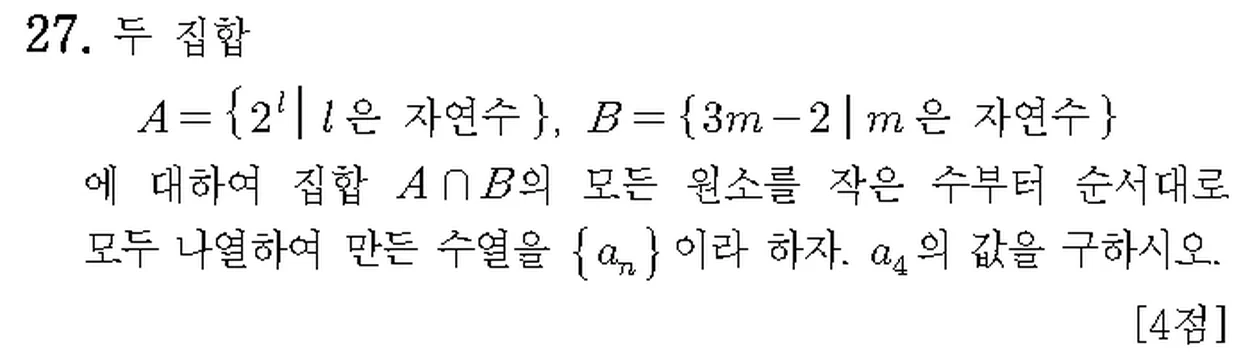 27. 두 집합
A={2^l | l은 자연수}, B={3m-2 | m은 자연수}
에 대하여 집합 A∩B의 모든 원소를 작은 수부터 순서대로
모두 나열하여 만든 수열을 {a_n}이라 하자. a_4의 값을 구하시오.
[4점]